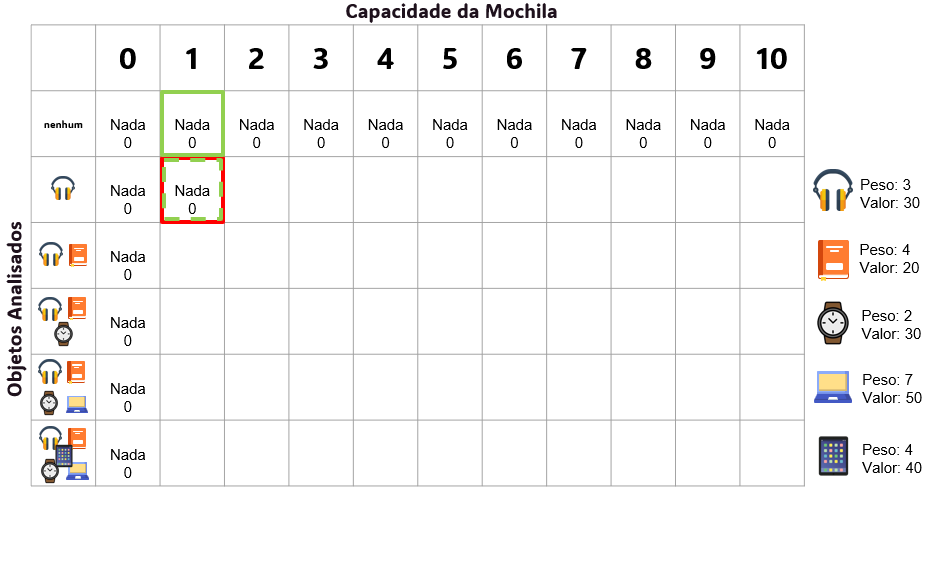 Capacidade da Mochila
0 1 2 3 4 5 6 7 8 9 10
nenhum Nada Nada Nada Nada Nada Nada Nada Nada Nada Nada Nada
0 0 0 0 0 0 0 0 0 0 0
Nada Nada
0 0
Nada
0
Nada
0
Nada
0
Nada
0
Objetos Analisados
Peso: 3
Valor: 30
Peso: 4
Valor: 20
Peso: 2
Valor: 30
Peso: 7
Valor: 50
Peso: 4
Valor: 40